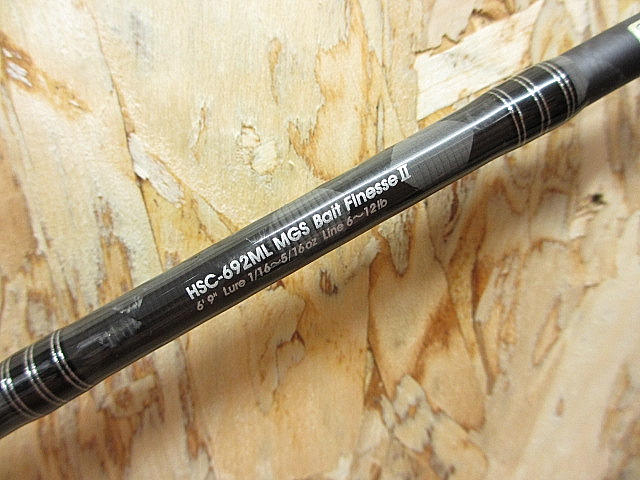 HSC-692ML MGS Bait Finesse II
6'9" Lure 1/16~5/16oz Line 6~12lb